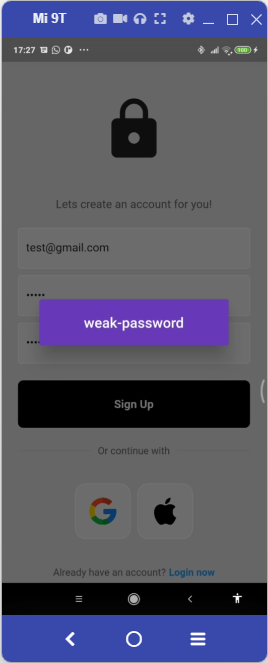 Mi 9T
17:27
100
Lets create an account for you!
test@gmail.com
•••••
weak-password
••••
Sign Up
Or continue with
Already have an account? Login now